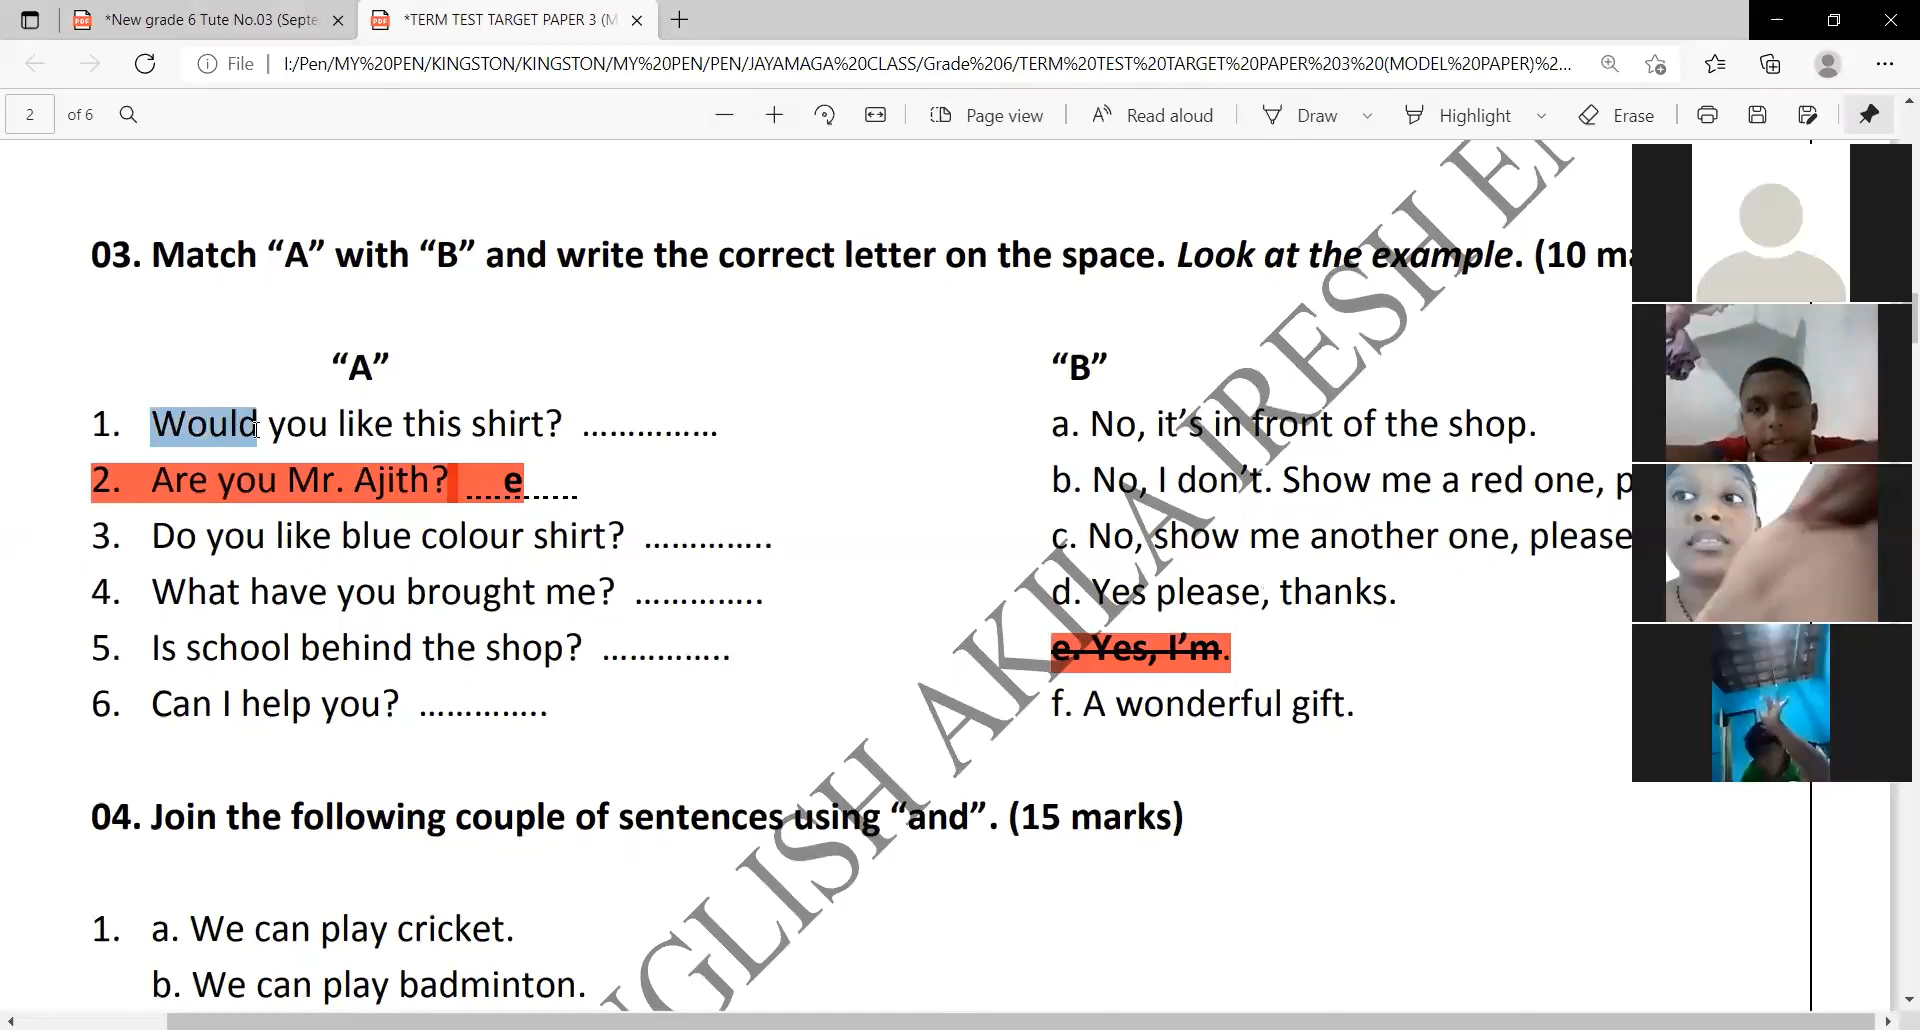 *New grade 6 Tute No.03 (Septe
*TERM TEST TARGET PAPER 3 (M
File
I:/Pen/MY%20PEN/KINGSTON/KINGSTON/MY%20PEN/PEN/JAYAMAGA%20CLASS/Grade%206/TERM%20TEST%20TARGET%20PAPER%203%20(MODEL%20PAPER)%2...
2 of 6
Page view
Read aloud
Draw
Highlight
Erase
03. Match “A” with “B” and write the correct letter on the space. Look at the example. (10 ma
“A”
“B”
1. Would you like this shirt? ……………
a. No, it’s in front of the shop.
2. Are you Mr. Ajith? ....e.....
b. No, I don’t. Show me a red one, p
3. Do you like blue colour shirt? …………..
c. No, show me another one, please
4. What have you brought me? …………..
d. Yes please, thanks.
5. Is school behind the shop? …………..
e. Yes, I’m.
6. Can I help you? …………..
f. A wonderful gift.
04. Join the following couple of sentences using “and”. (15 marks)
1. a. We can play cricket.
b. We can play badminton.
NGLISH AKILA IRESH EN